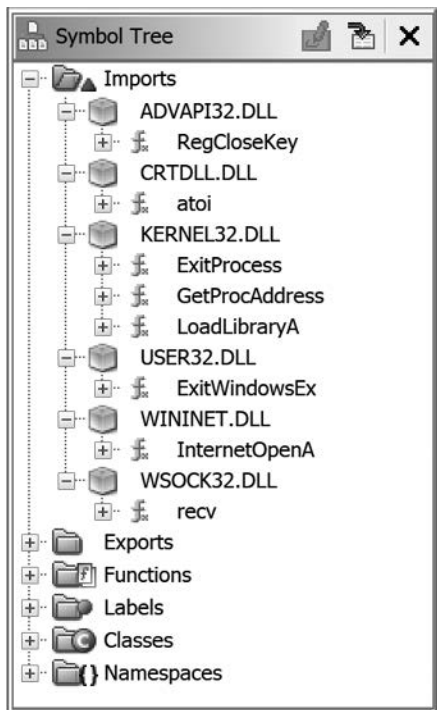 Symbol Tree
Imports
ADVAPI32.DLL
RegCloseKey
CRTDLL.DLL
atoi
KERNEL32.DLL
ExitProcess
GetProcAddress
LoadLibraryA
USER32.DLL
ExitWindowsEx
WININET.DLL
InternetOpenA
WSOCK32.DLL
recv
Exports
Functions
Labels
Classes
Namespaces